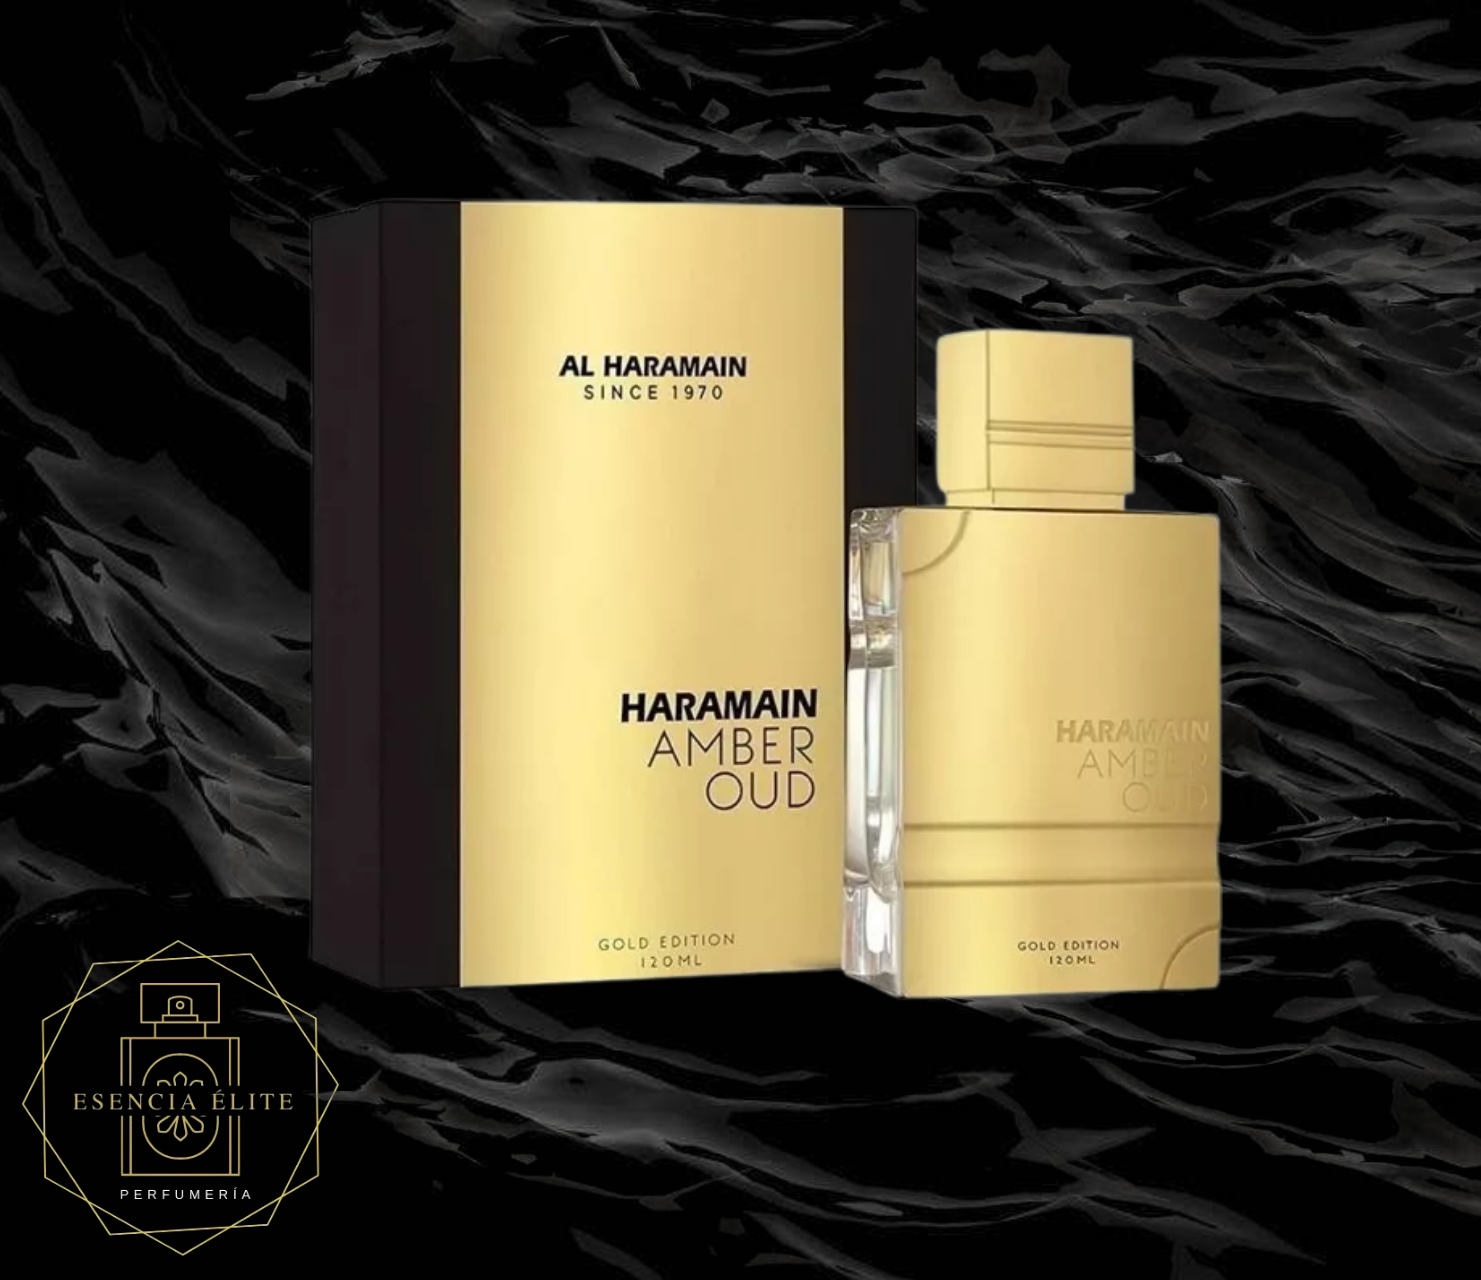 AL HARAMAIN
SINCE 1970
HARAMAIN
AMBER
OUD
GOLD EDITION
120ML
HARAMAIN
AMBER
OUD
GOLD EDITION
120ML
ESENCIA ÉLITE
PERFUMERÍA